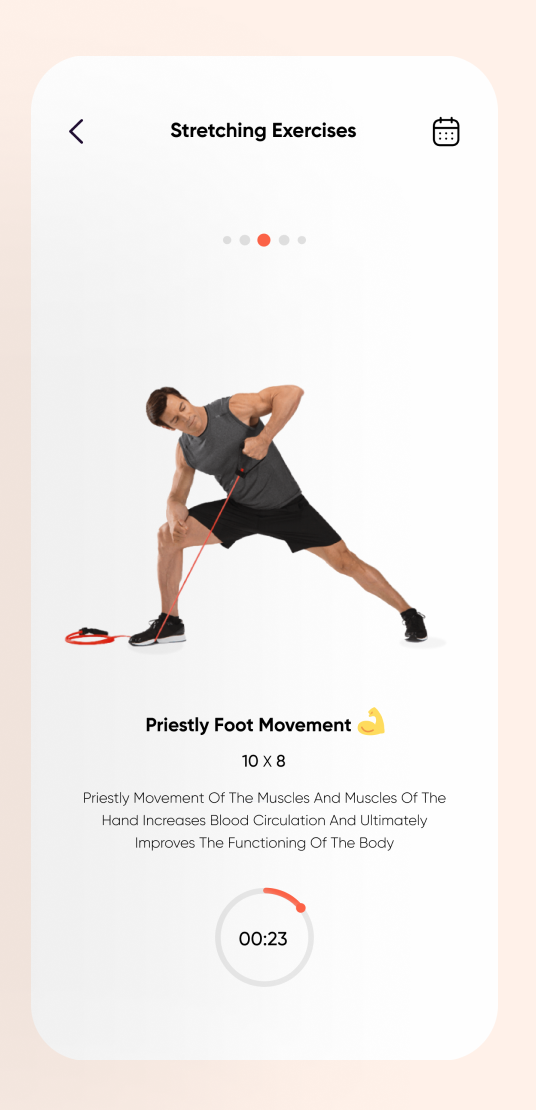 Stretching Exercises
Priestly Foot Movement 💪
10 X 8
Priestly Movement Of The Muscles And Muscles Of The
Hand Increases Blood Circulation And Ultimately
Improves The Functioning Of The Body
00:23